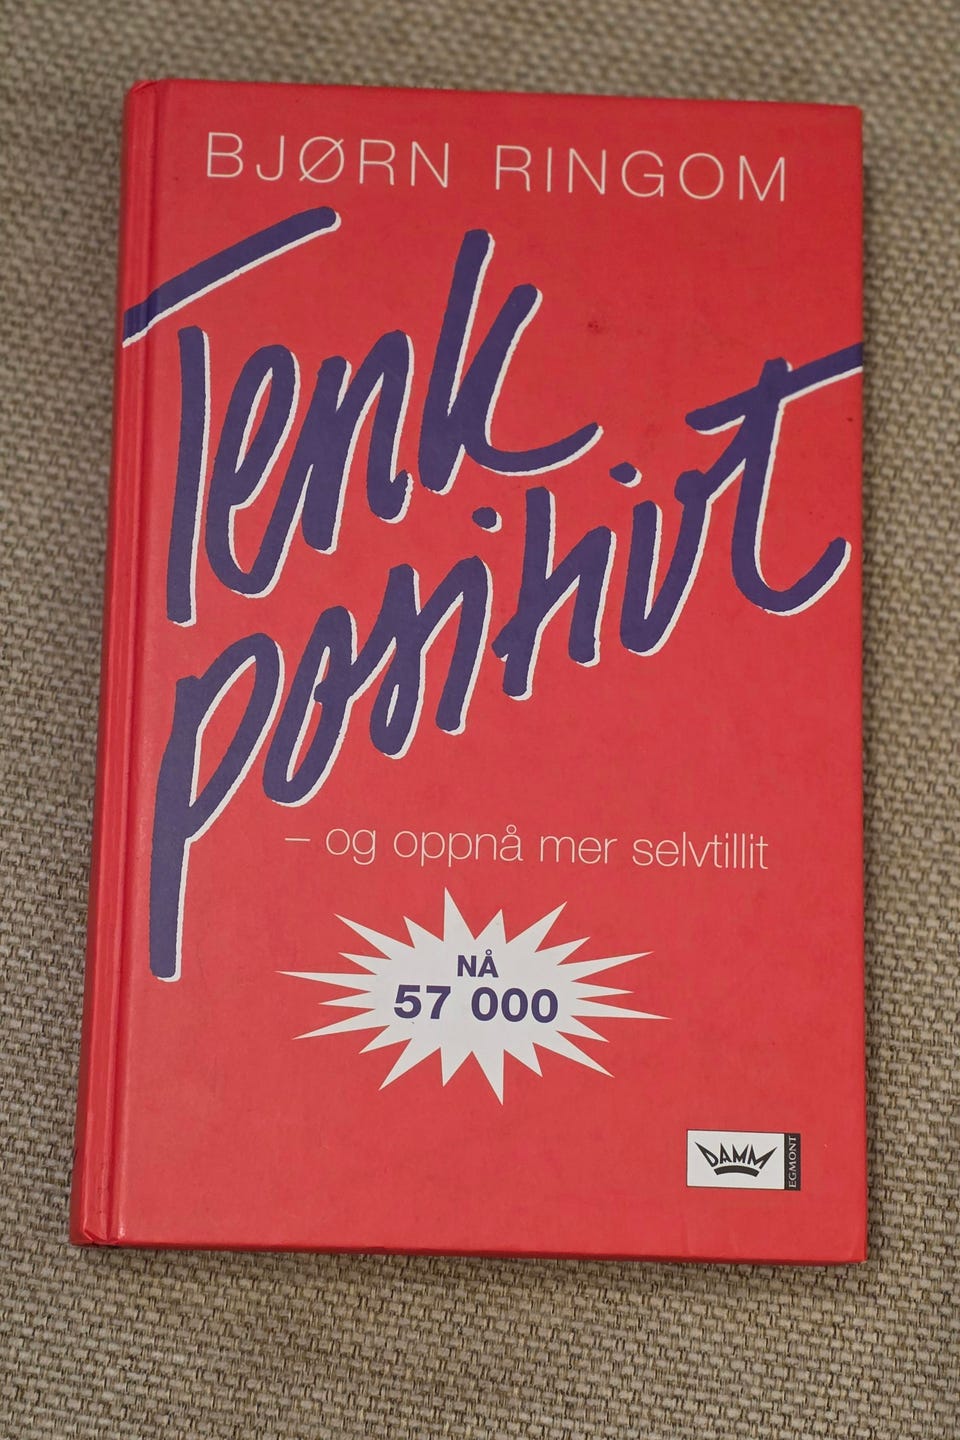 BJØRN RINGOM
Tenk
positivt
– og oppnå mer selvtillit
NÅ
57 000
DAMM
EGMONT